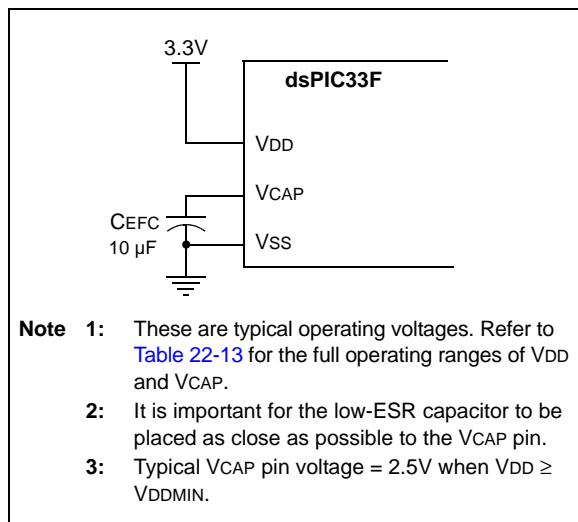 3.3V
dsPIC33F
VDD
VCAP
CEFC
10 µF
VSS
Note 1: These are typical operating voltages. Refer to
Table 22-13 for the full operating ranges of VDD
and VCAP.
2: It is important for the low-ESR capacitor to be
placed as close as possible to the VCAP pin.
3: Typical VCAP pin voltage = 2.5V when VDD ≥
VDDMIN.